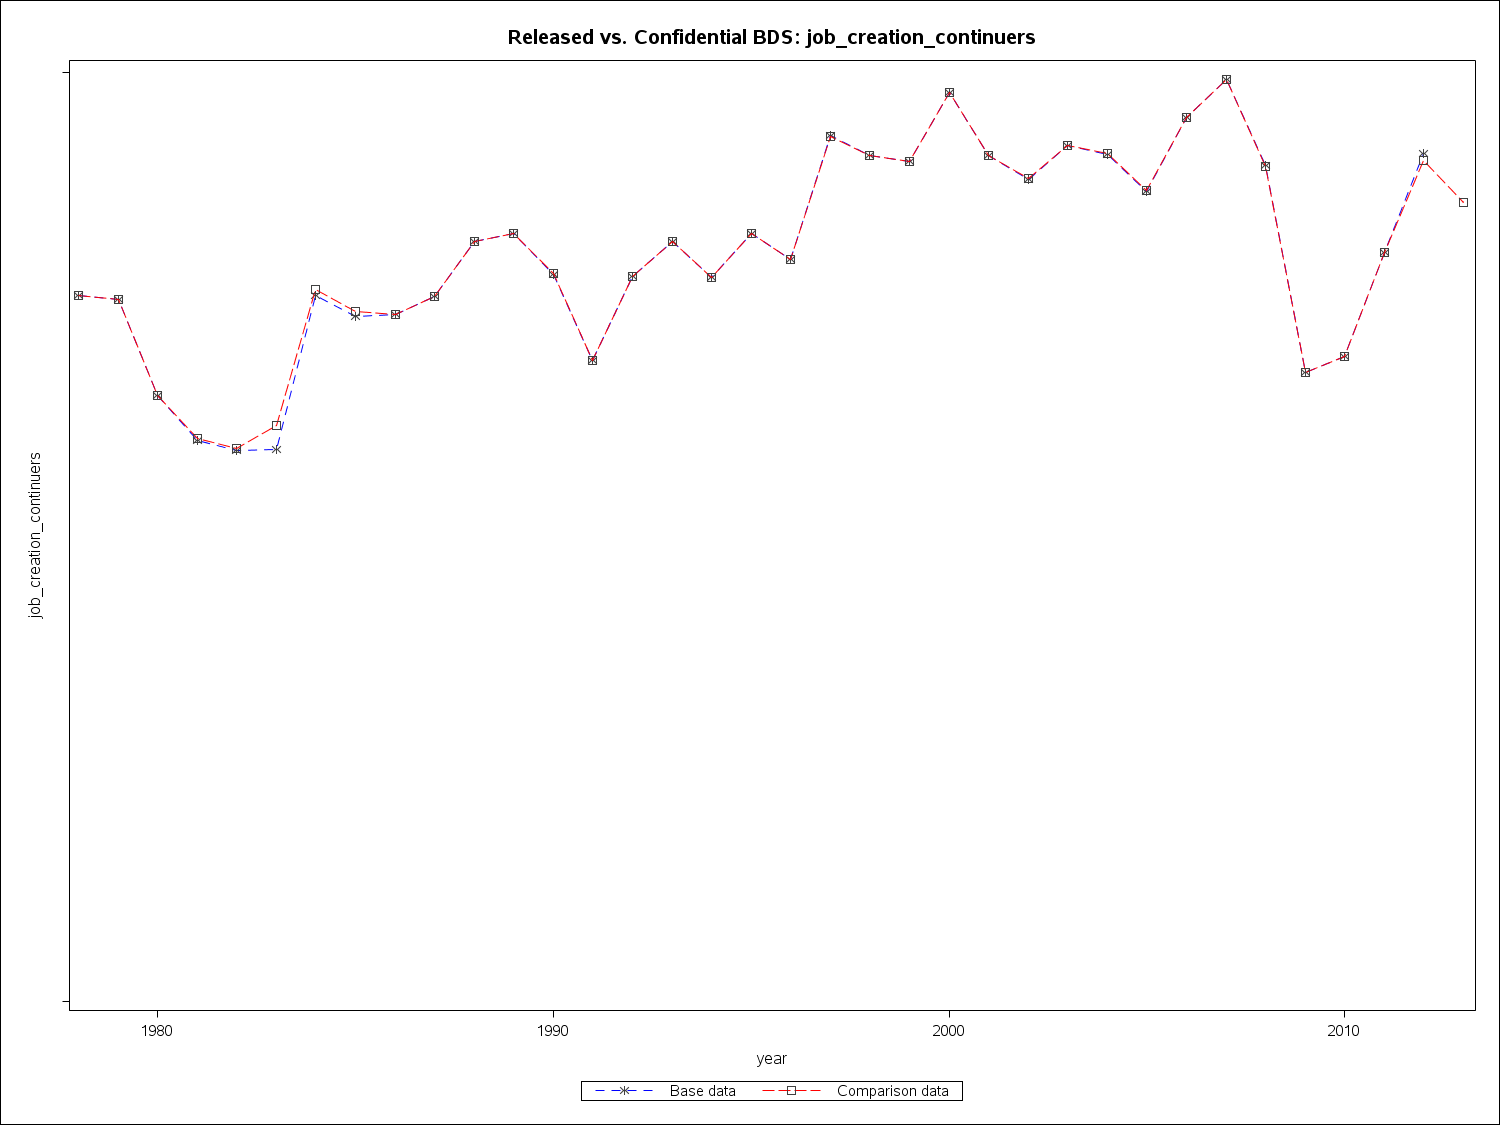 Released vs. Confidential BDS: job_creation_continuers
job_creation_continuers
1980 1990 2000 2010
year
Base data Comparison data